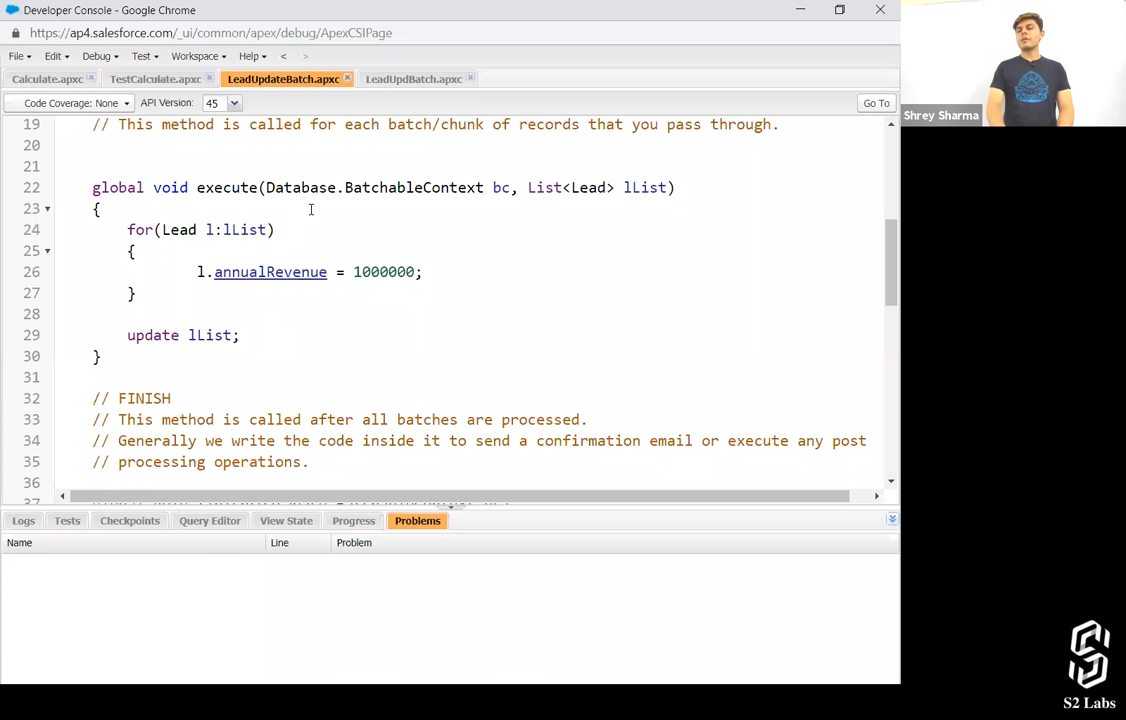 Developer Console - Google Chrome
https://ap4.salesforce.com/_ui/common/apex/debug/ApexCSIPage
File Edit Debug Test Workspace Help < >
Calculate.apxc TestCalculate.apxc LeadUpdateBatch.apxc LeadUpdBatch.apxc
Code Coverage: None API Version: 45 Go To
19 // This method is called for each batch/chunk of records that you pass through.
20
21
22 global void execute(Database.BatchableContext bc, List<Lead> lList)
23 {
24 for(Lead l:lList)
25 {
26 l.annualRevenue = 1000000;
27 }
28
29 update lList;
30 }
31
32 // FINISH
33 // This method is called after all batches are processed.
34 // Generally we write the code inside it to send a confirmation email or execute any post
35 // processing operations.
36
37
Logs Tests Checkpoints Query Editor View State Progress Problems
Name Line Problem
Shrey Sharma
S2 Labs